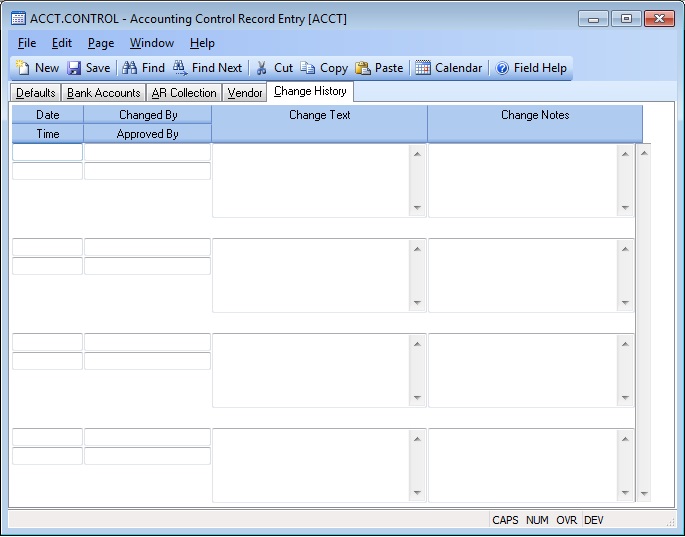 ACCT.CONTROL - Accounting Control Record Entry [ACCT]
File Edit Page Window Help
New Save Find Find Next Cut Copy Paste Calendar Field Help
Defaults Bank Accounts AR Collection Vendor Change History
Date Changed By Change Text Change Notes
Time Approved By
CAPS NUM OVR DEV